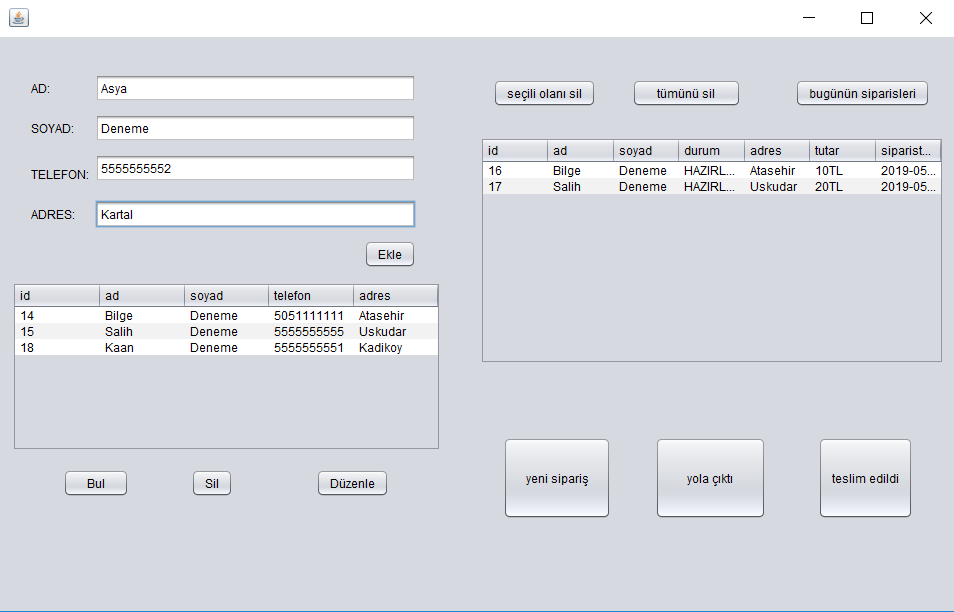 AD: Asya
SOYAD: Deneme
TELEFON: 5555555552
ADRES: Kartal
Ekle
id ad soyad telefon adres
14 Bilge Deneme 5051111111 Atasehir
15 Salih Deneme 5555555555 Uskudar
18 Kaan Deneme 5555555551 Kadikoy
Bul Sil Düzenle
seçili olanı sil tümünü sil bugünün siparisleri
id ad soyad durum adres tutar siparist...
16 Bilge Deneme HAZIRL... Atasehir 10TL 2019-05...
17 Salih Deneme HAZIRL... Uskudar 20TL 2019-05...
yeni sipariş yola çıktı teslim edildi